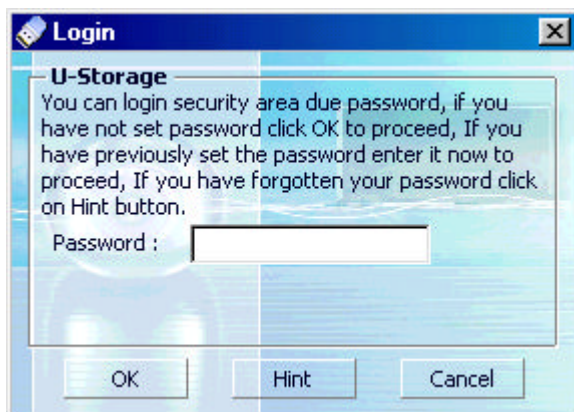 Login
U-Storage
You can login security area due password, if you
have not set password click OK to proceed, If you
have previously set the password enter it now to
proceed, If you have forgotten your password click
on Hint button.
Password :
OK
Hint
Cancel